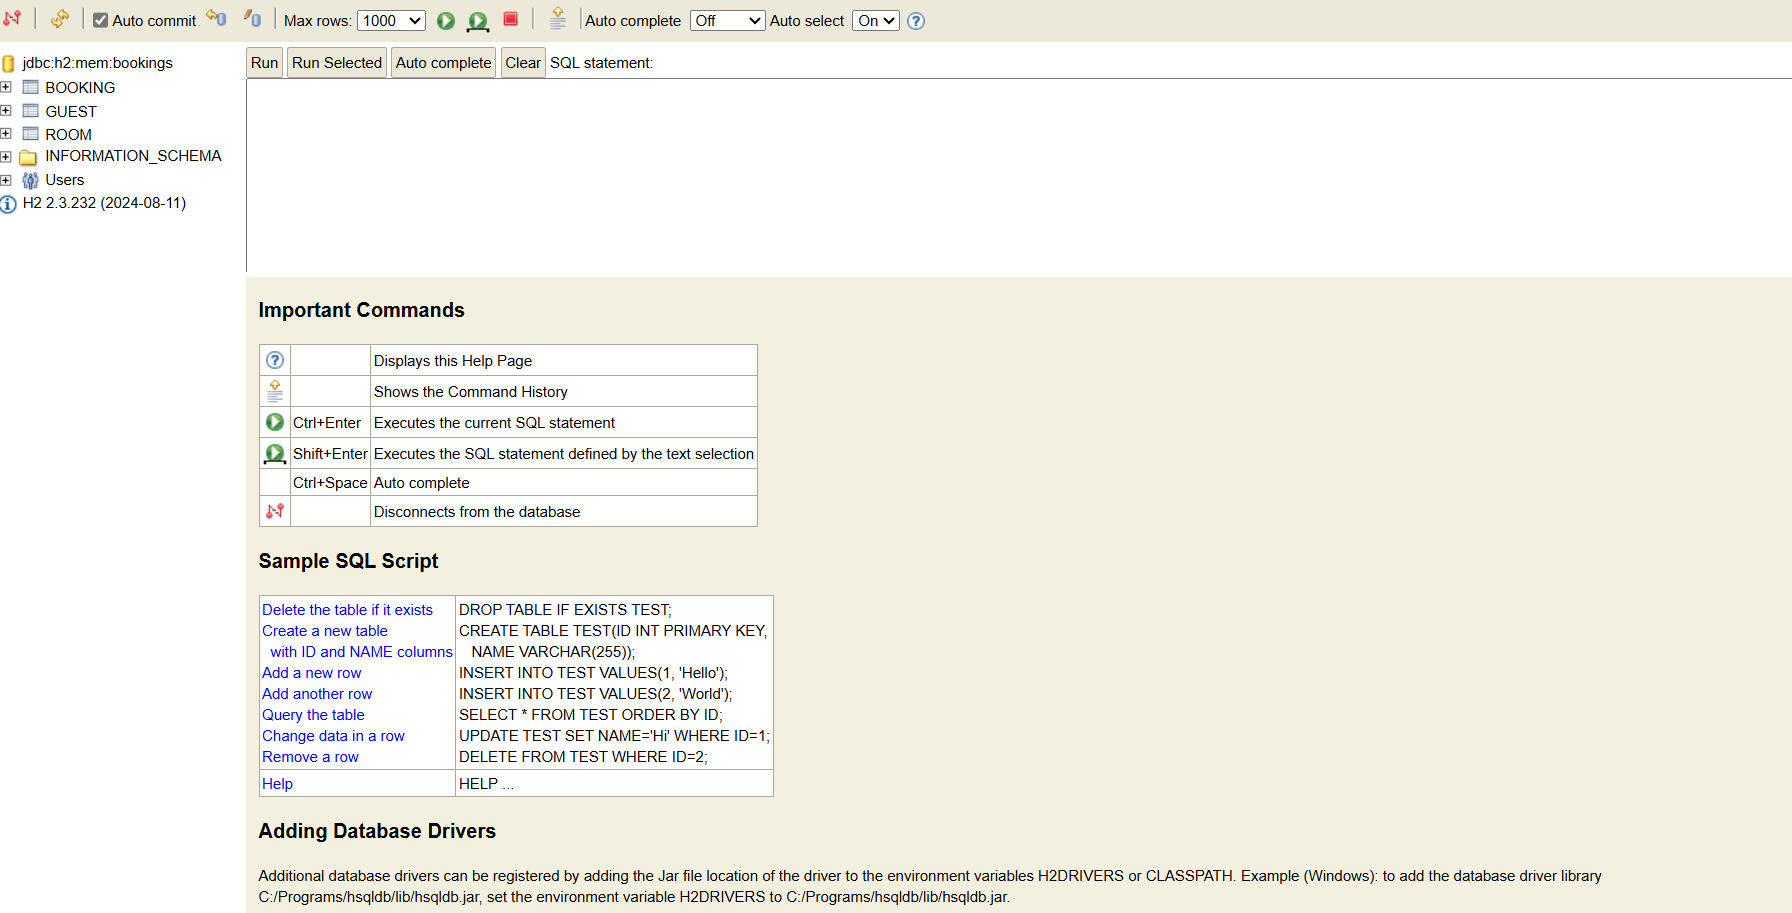 Auto commit Max rows: 1000 Auto complete Off Auto select On
jdbc:h2:mem:bookings
BOOKING
GUEST
ROOM
INFORMATION_SCHEMA
Users
H2 2.3.232 (2024-08-11)
Run Run Selected Auto complete Clear SQL statement:
Important Commands
Displays this Help Page
Shows the Command History
Ctrl+Enter Executes the current SQL statement
Shift+Enter Executes the SQL statement defined by the text selection
Ctrl+Space Auto complete
Disconnects from the database
Sample SQL Script
Delete the table if it exists DROP TABLE IF EXISTS TEST;
Create a new table CREATE TABLE TEST(ID INT PRIMARY KEY,
with ID and NAME columns NAME VARCHAR(255));
Add a new row INSERT INTO TEST VALUES(1, 'Hello');
Add another row INSERT INTO TEST VALUES(2, 'World');
Query the table SELECT * FROM TEST ORDER BY ID;
Change data in a row UPDATE TEST SET NAME='Hi' WHERE ID=1;
Remove a row DELETE FROM TEST WHERE ID=2;
Help HELP ...
Adding Database Drivers
Additional database drivers can be registered by adding the Jar file location of the driver to the environment variables H2DRIVERS or CLASSPATH. Example (Windows): to add the database driver library
C:/Programs/hsqldb/lib/hsqldb.jar, set the environment variable H2DRIVERS to C:/Programs/hsqldb/lib/hsqldb.jar.